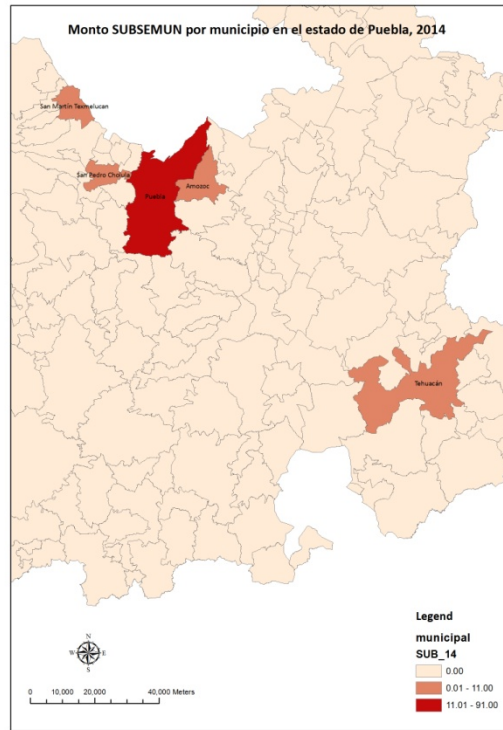 Monto SUBSEMUN por municipio en el estado de Puebla, 2014
San Martín Texmelucan
San Pedro Cholula
Puebla
Amozoc
Tehuacán
N
W E
S
0 10,000 20,000 40,000 Meters
Legend
municipal
SUB_14
0.00
0.01 - 11.00
11.01 - 91.00